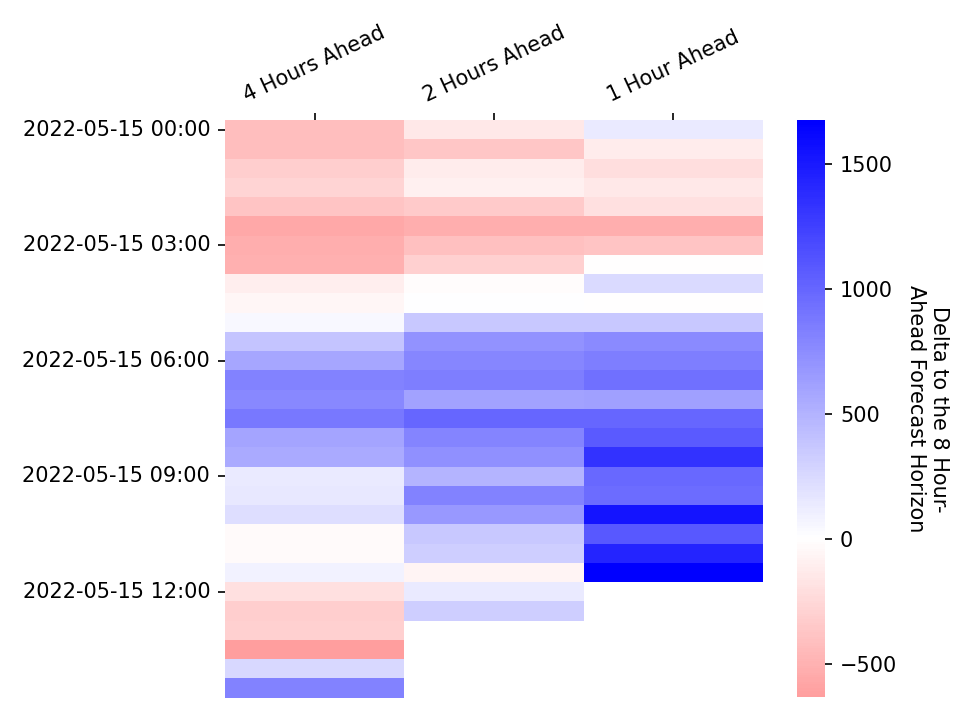 4 Hours Ahead
2 Hours Ahead
1 Hour Ahead
2022-05-15 00:00
2022-05-15 03:00
2022-05-15 06:00
2022-05-15 09:00
2022-05-15 12:00
1500
1000
500
0
−500
Delta to the 8 Hour-
Ahead Forecast Horizon